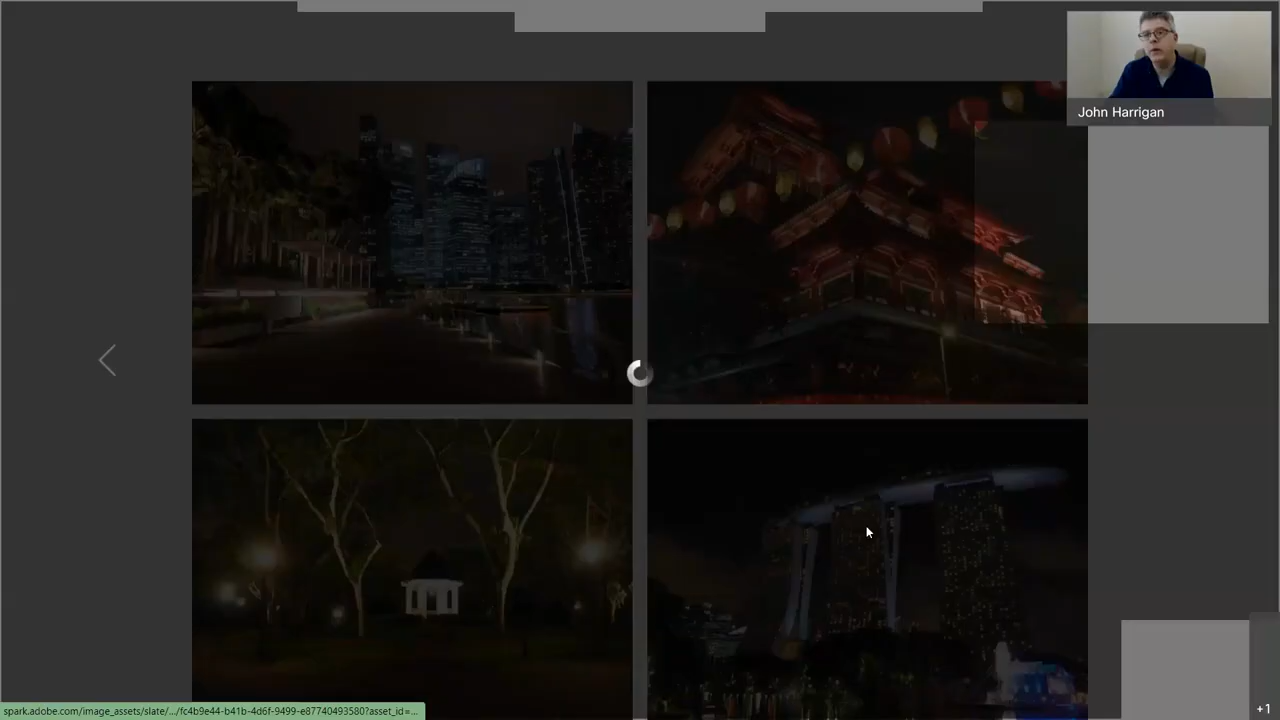 John Harrigan
spark.adobe.com/image_assets/slate/.../fc4b9e44-b41b-4d6f-9499-e87740493580?asset_id=...
+1